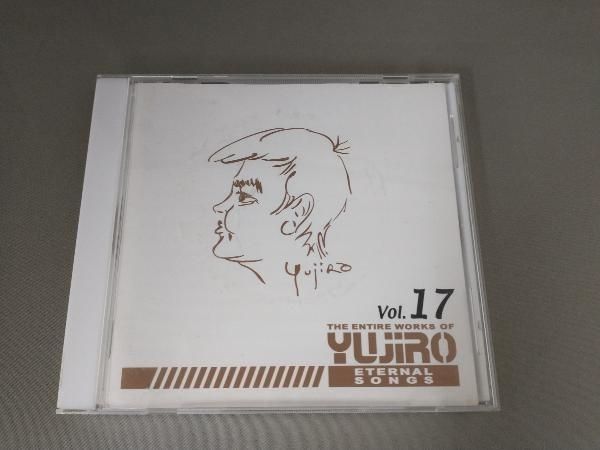 yujiRO
Vol. 17
THE ENTIRE WORKS OF
YUJIRO
ETERNAL
SONGS